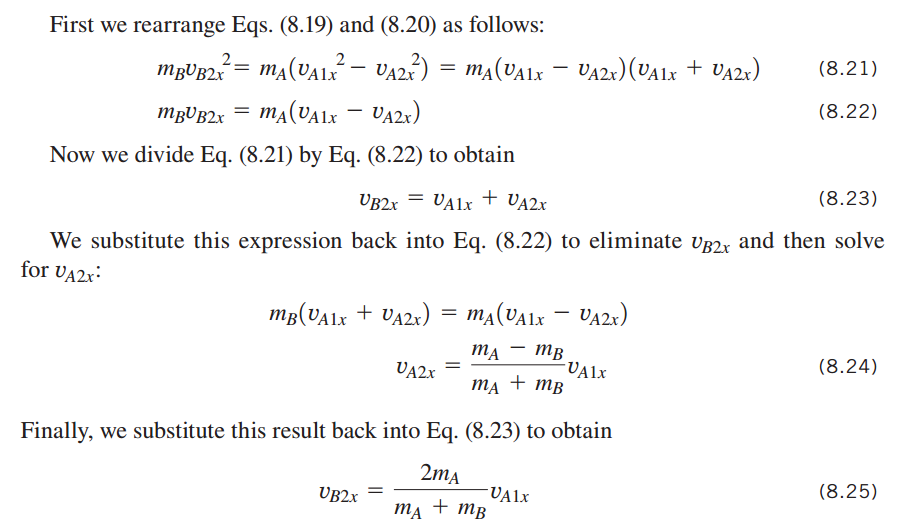 First we rearrange Eqs. (8.19) and (8.20) as follows:
m_B v_{B2x}^2 = m_A(v_{A1x}^2 − v_{A2x}^2) = m_A(v_{A1x} − v_{A2x})(v_{A1x} + v_{A2x}) (8.21)
m_B v_{B2x} = m_A(v_{A1x} − v_{A2x}) (8.22)
Now we divide Eq. (8.21) by Eq. (8.22) to obtain
v_{B2x} = v_{A1x} + v_{A2x} (8.23)
We substitute this expression back into Eq. (8.22) to eliminate v_{B2x} and then solve
for v_{A2x}:
m_B(v_{A1x} + v_{A2x}) = m_A(v_{A1x} − v_{A2x})
v_{A2x} = \frac{m_A − m_B}{m_A + m_B} v_{A1x} (8.24)
Finally, we substitute this result back into Eq. (8.23) to obtain
v_{B2x} = \frac{2m_A}{m_A + m_B} v_{A1x} (8.25)